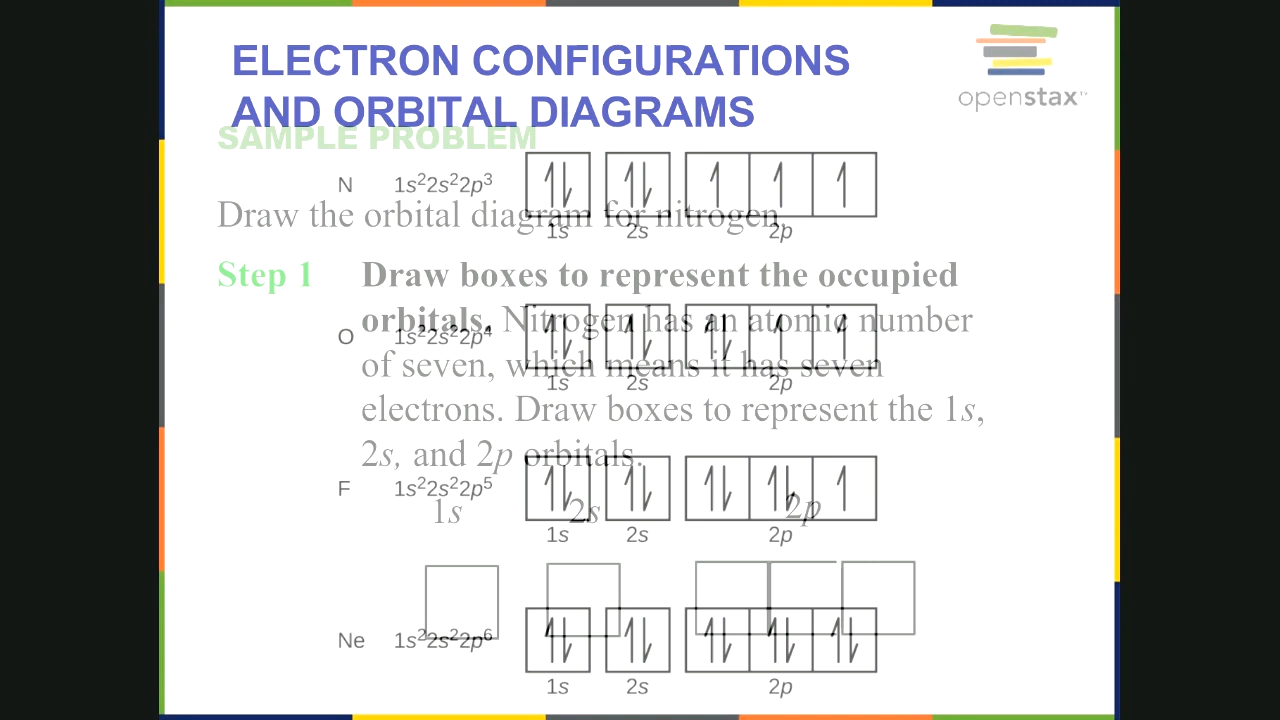 ELECTRON CONFIGURATIONS
AND ORBITAL DIAGRAMS
openstax™
SAMPLE PROBLEM
N 1s²2s²2p³
1s 2s 2p
Draw the orbital diagram for nitrogen.
Step 1 Draw boxes to represent the occupied
orbitals. Nitrogen has an atomic number
of seven, which means it has seven
electrons. Draw boxes to represent the 1s,
2s, and 2p orbitals.
1s 2s 2p
O 1s²2s²2p⁴
1s 2s 2p
F 1s²2s²2p⁵
1s 2s 2p
Ne 1s²2s²2p⁶
1s 2s 2p